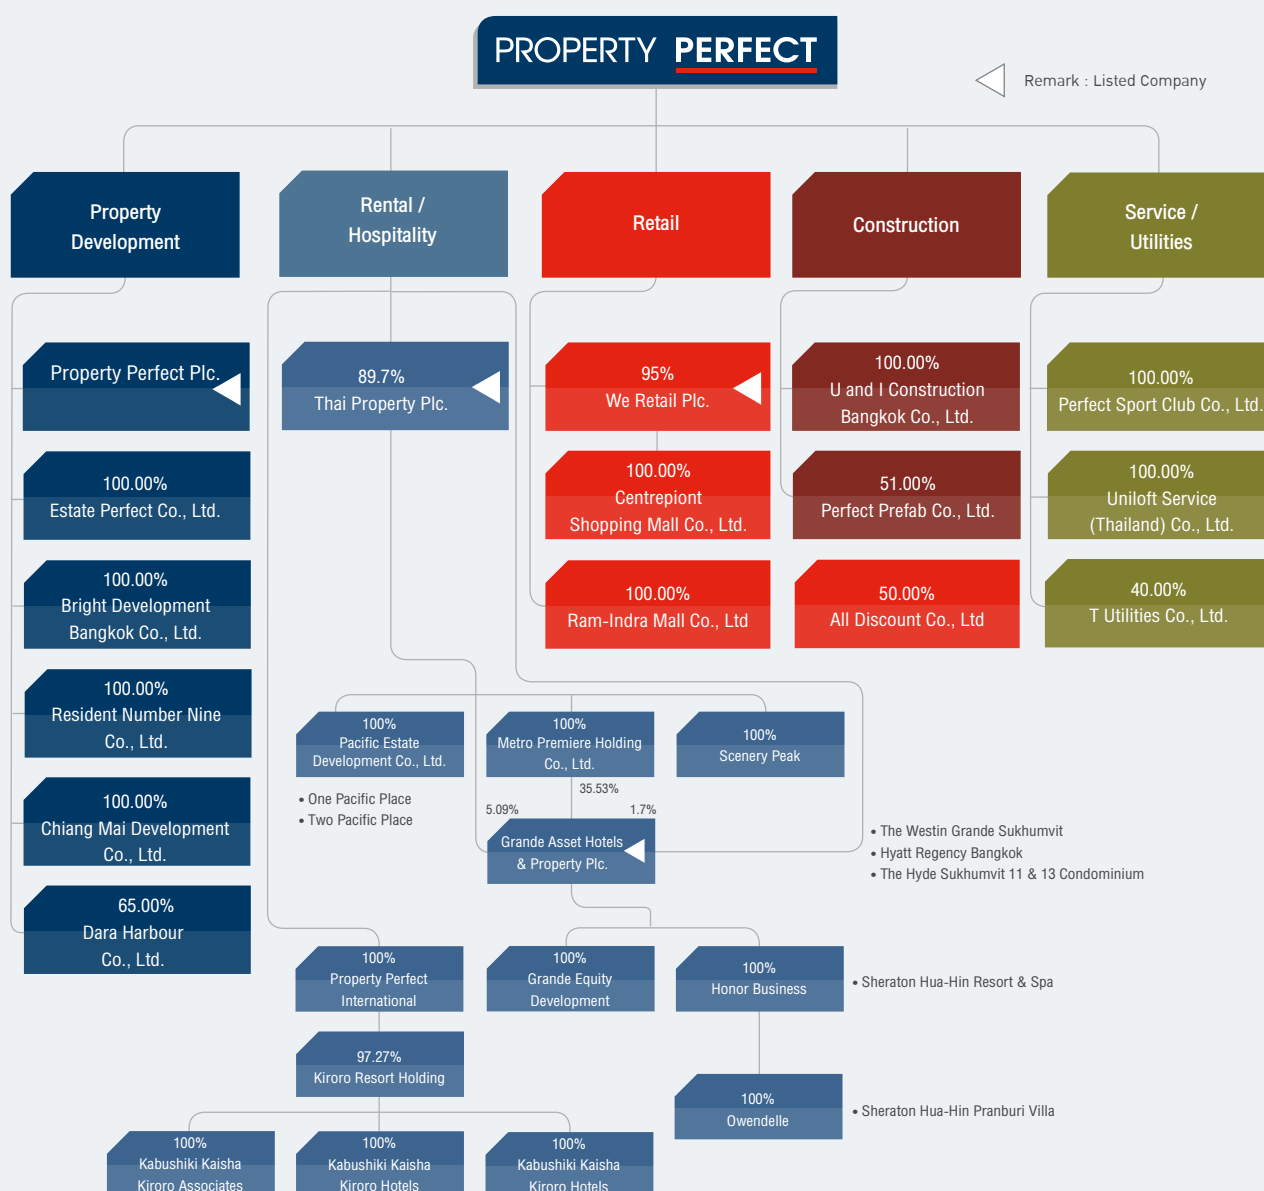 PROPERTY PERFECT
Remark : Listed Company
Property
Development
Rental /
Hospitality
Retail
Construction
Service /
Utilities
Property Perfect Plc.
89.7%
Thai Property Plc.
95%
We Retail Plc.
100.00%
U and I Construction
Bangkok Co., Ltd.
100.00%
Perfect Sport Club Co., Ltd.
100.00%
Estate Perfect Co., Ltd.
100.00%
Centrepiont
Shopping Mall Co., Ltd.
51.00%
Perfect Prefab Co., Ltd.
100.00%
Uniloft Service
(Thailand) Co., Ltd.
100.00%
Bright Development
Bangkok Co., Ltd.
100.00%
Ram-Indra Mall Co., Ltd
50.00%
All Discount Co., Ltd
40.00%
T Utilities Co., Ltd.
100.00%
Resident Number Nine
Co., Ltd.
100%
Pacific Estate
Development Co., Ltd.
• One Pacific Place
• Two Pacific Place
100%
Metro Premiere Holding
Co., Ltd.
100%
Scenery Peak
35.53%
5.09%
1.7%
100.00%
Chiang Mai Development
Co., Ltd.
Grande Asset Hotels
& Property Plc.
• The Westin Grande Sukhumvit
• Hyatt Regency Bangkok
• The Hyde Sukhumvit 11 & 13 Condominium
65.00%
Dara Harbour
Co., Ltd.
100%
Property Perfect
International
100%
Grande Equity
Development
100%
Honor Business
• Sheraton Hua-Hin Resort & Spa
97.27%
Kiroro Resort Holding
100%
Owendelle
• Sheraton Hua-Hin Pranburi Villa
100%
Kabushiki Kaisha
Kiroro Associates
100%
Kabushiki Kaisha
Kiroro Hotels
100%
Kabushiki Kaisha
Kiroro Hotels